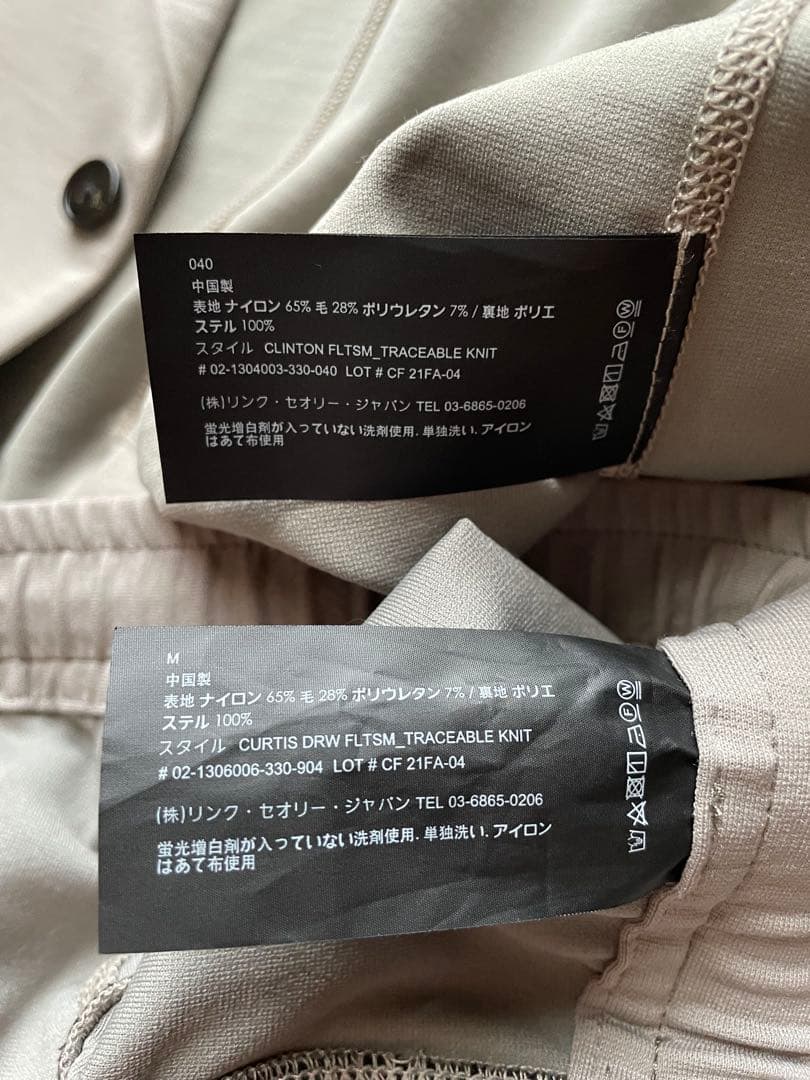 040
中国製
表地 ナイロン 65% 毛 28% ポリウレタン 7% / 裏地 ポリエ
ステル 100%
スタイル CLINTON FLTSM_TRACEABLE KNIT
# 02-1304003-330-040 LOT # CF 21FA-04
(株)リンク・セオリー・ジャパン TEL 03-6865-0206
蛍光増白剤が入っていない洗剤使用. 単独洗い. アイロン
はあて布使用
M
中国製
表地 ナイロン 65% 毛 28% ポリウレタン 7% / 裏地 ポリエ
ステル 100%
スタイル CURTIS DRW FLTSM_TRACEABLE KNIT
# 02-1306006-330-904 LOT # CF 21FA-04
(株)リンク・セオリー・ジャパン TEL 03-6865-0206
蛍光増白剤が入っていない洗剤使用. 単独洗い. アイロン
はあて布使用